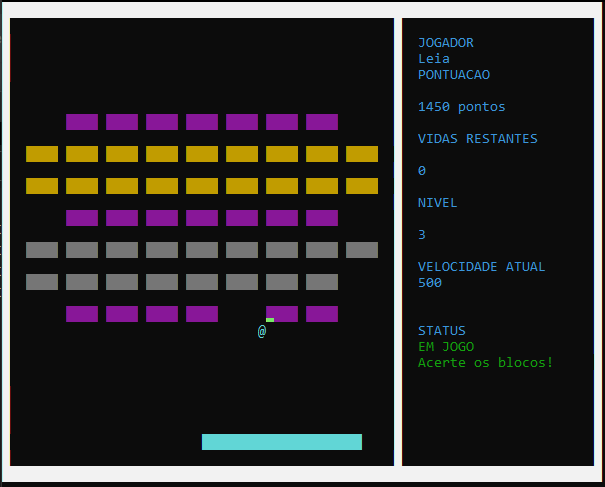 JOGADOR
Leia
PONTUACAO
1450 pontos
VIDAS RESTANTES
0
NIVEL
3
VELOCIDADE ATUAL
500
STATUS
EM JOGO
Acerte os blocos!
@